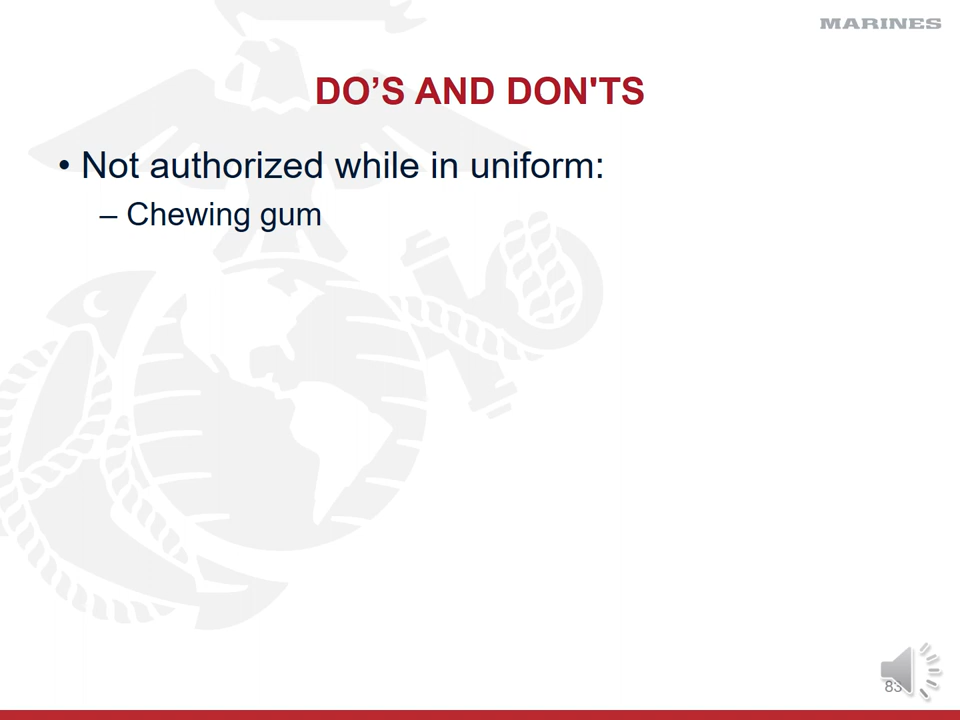 MARINES
DO’S AND DON'TS
• Not authorized while in uniform:
– Chewing gum
83